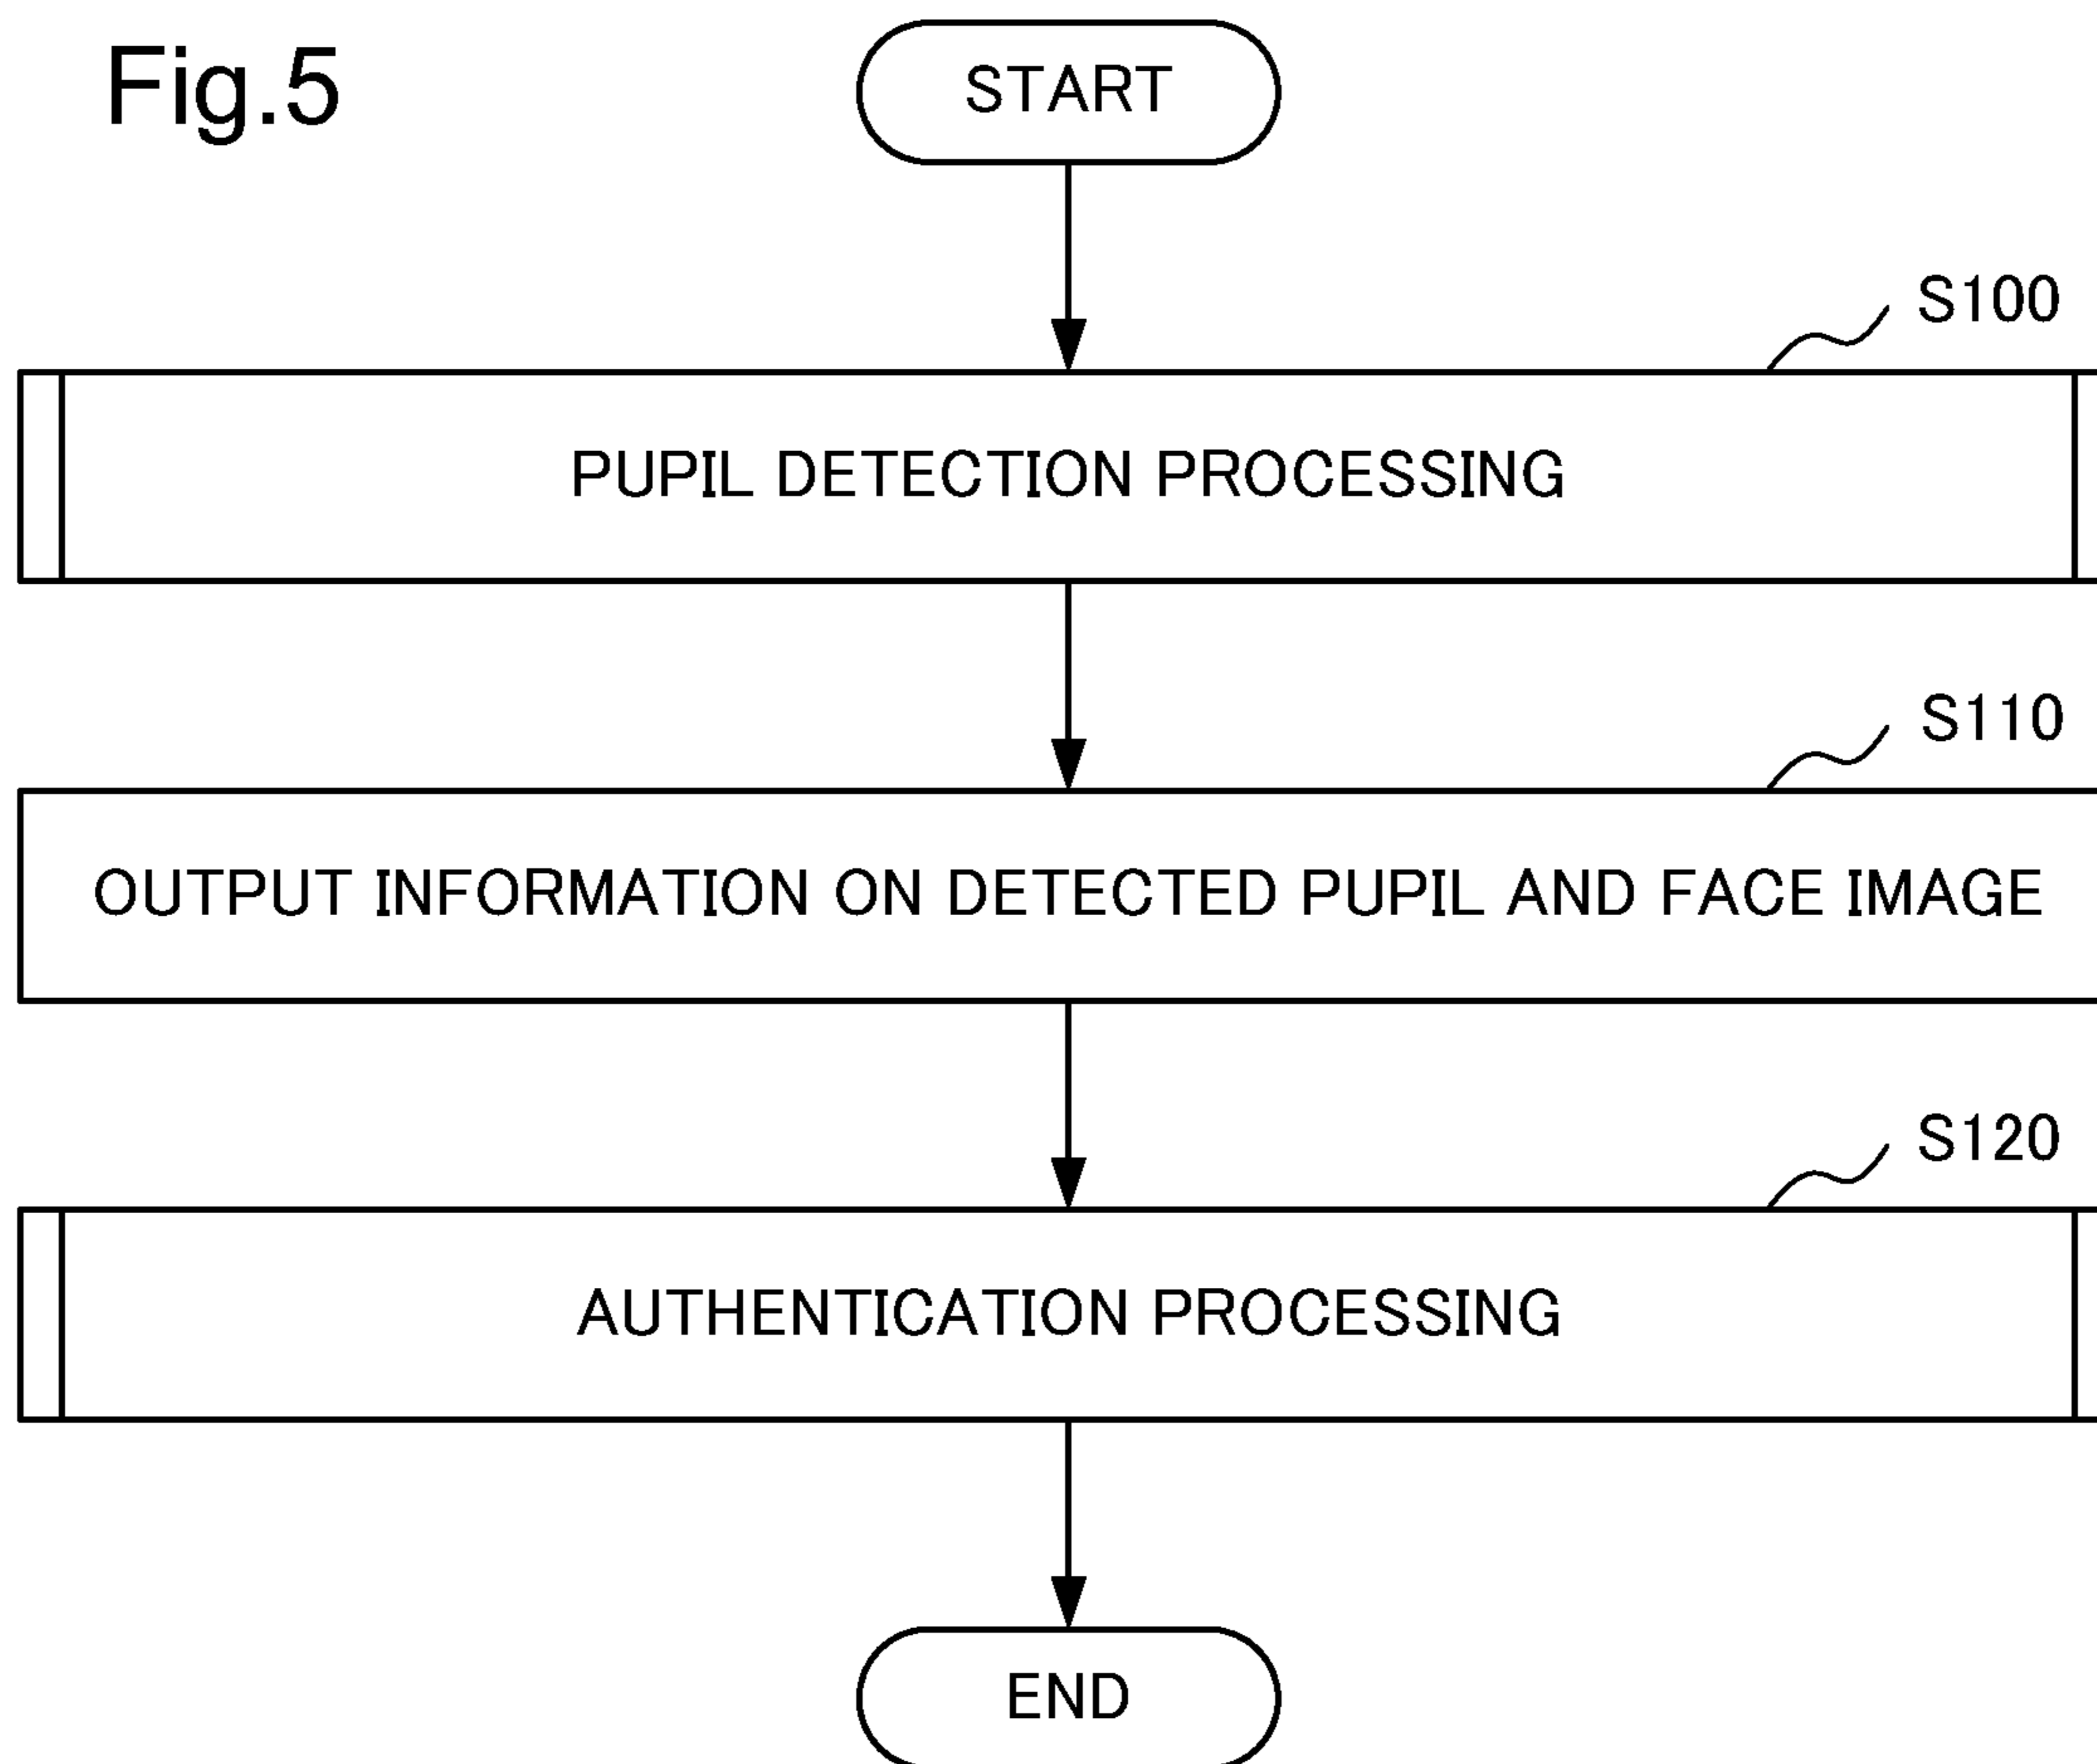 Fig.5
START
S100
PUPIL DETECTION PROCESSING
S110
OUTPUT INFORMATION ON DETECTED PUPIL AND FACE IMAGE
S120
AUTHENTICATION PROCESSING
END